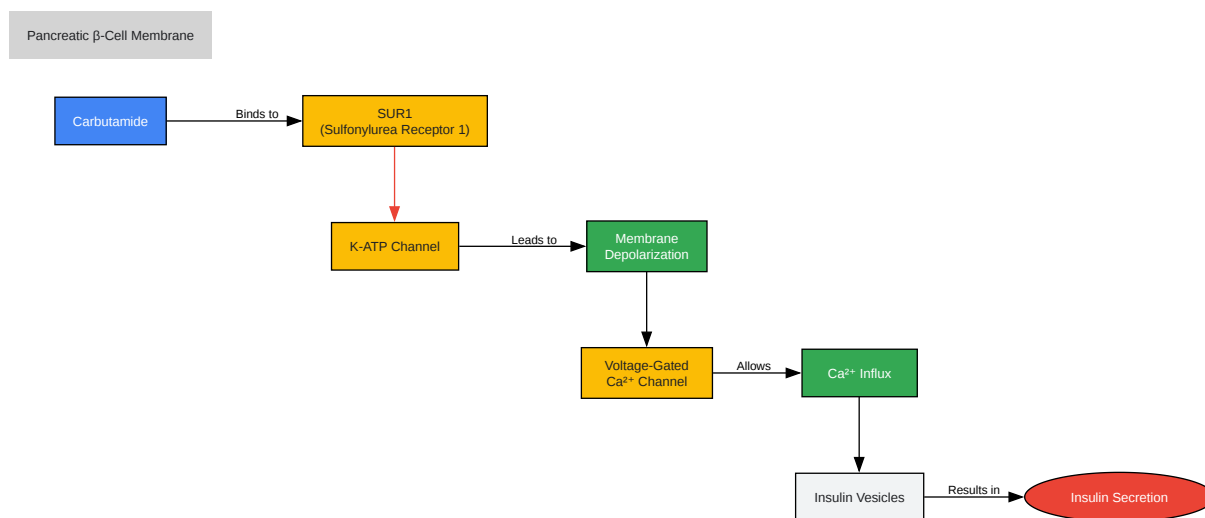 Pancreatic β-Cell Membrane
Carbutamide
Binds to
SUR1
(Sulfonylurea Receptor 1)
K-ATP Channel
Leads to
Membrane
Depolarization
Voltage-Gated
Ca²⁺ Channel
Allows
Ca²⁺ Influx
Insulin Vesicles
Results in
Insulin Secretion